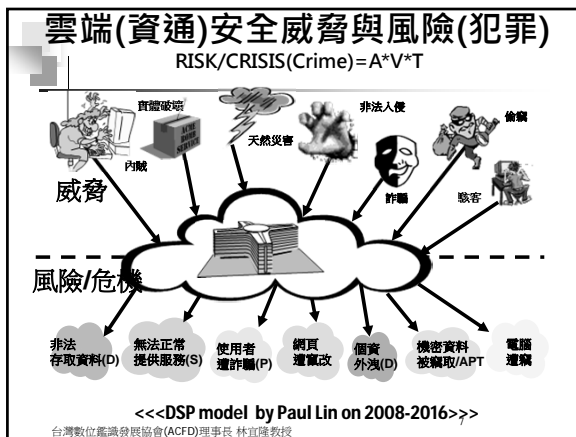 雲端(資通)安全威脅與風險(犯罪)
RISK/CRISIS(Crime)=A*V*T
實體破壞
ACME
BOMB
SERVICE
天然災害
非法入侵
偷竊
內賊
詐騙
駭客
威脅
風險/危機
非法
存取資料(D)
無法正常
提供服務(S)
使用者
遭詐騙(P)
網頁
遭竄改
個資
外洩(D)
機密資料
被竊取/APT
電腦
遭竊
<<<DSP model by Paul Lin on 2008-2016>>>
7
台灣數位鑑識發展協會(ACFD)理事長 林宜隆教授